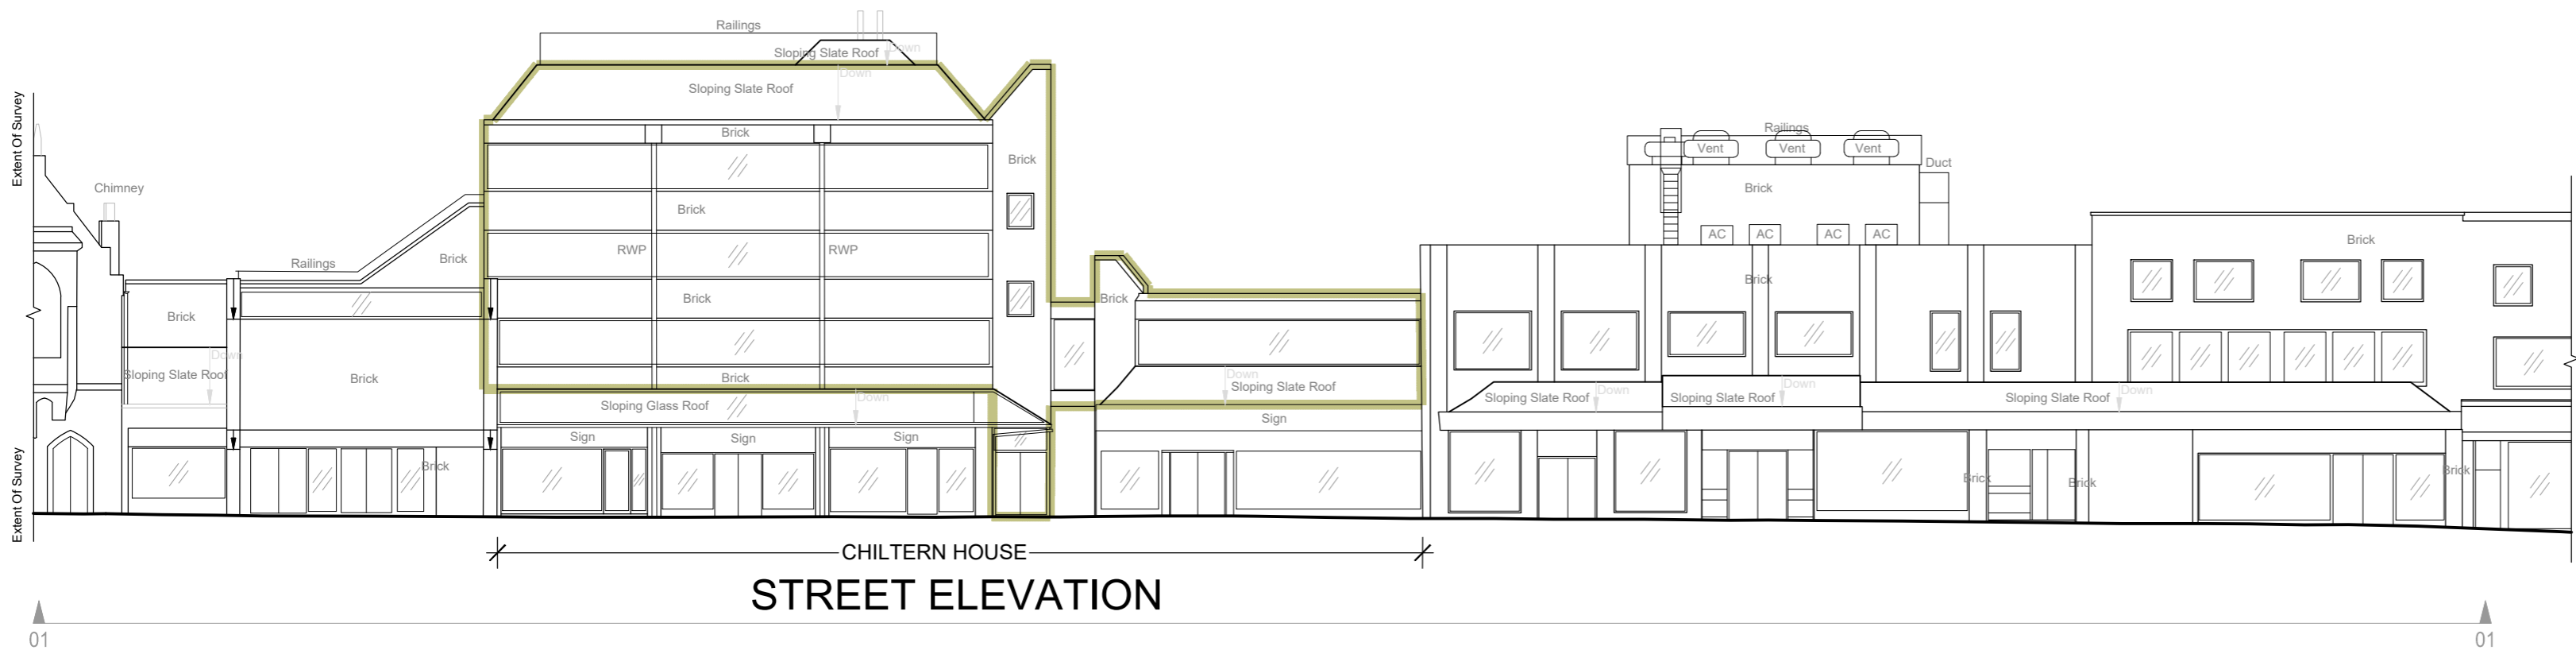 Railings
Sloping Slate Roof
Down
Down
Sloping Slate Roof
Extent Of Survey
Brick
Railings
Vent
Vent
Vent
Brick
Duct
Chimney
Brick
Brick
RWP
RWP
AC
AC
AC
AC
Brick
Railings
Brick
Brick
Brick
Brick
Brick
Down
Sloping Slate Roof
Brick
Brick
Down
Sloping Slate Roof
Down
Sloping Slate Roof
Down
Sloping Slate Roof
Down
Sloping Slate Roof
Sloping Glass Roof
Down
Sign
Sign
Sign
Sign
Brick
Brick
Brick
Brick
Extent Of Survey
CHILTERN HOUSE
STREET ELEVATION
01
01